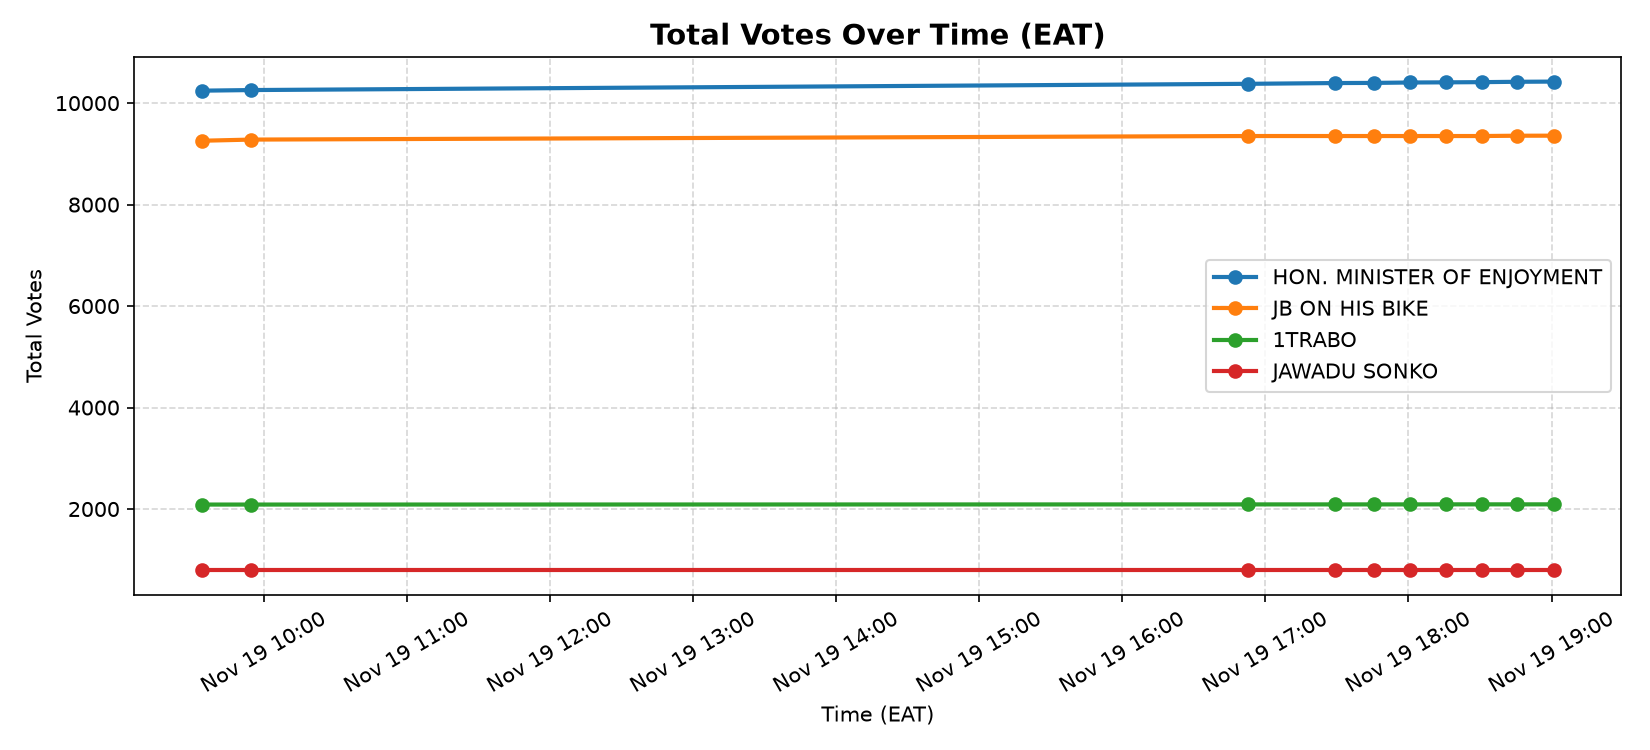 Total Votes Over Time (EAT)
Total Votes
10000
8000
6000
4000
2000
HON. MINISTER OF ENJOYMENT
JB ON HIS BIKE
1TRABO
JAWADU SONKO
Nov 19 10:00
Nov 19 11:00
Nov 19 12:00
Nov 19 13:00
Nov 19 14:00
Nov 19 15:00
Nov 19 16:00
Nov 19 17:00
Nov 19 18:00
Nov 19 19:00
Time (EAT)